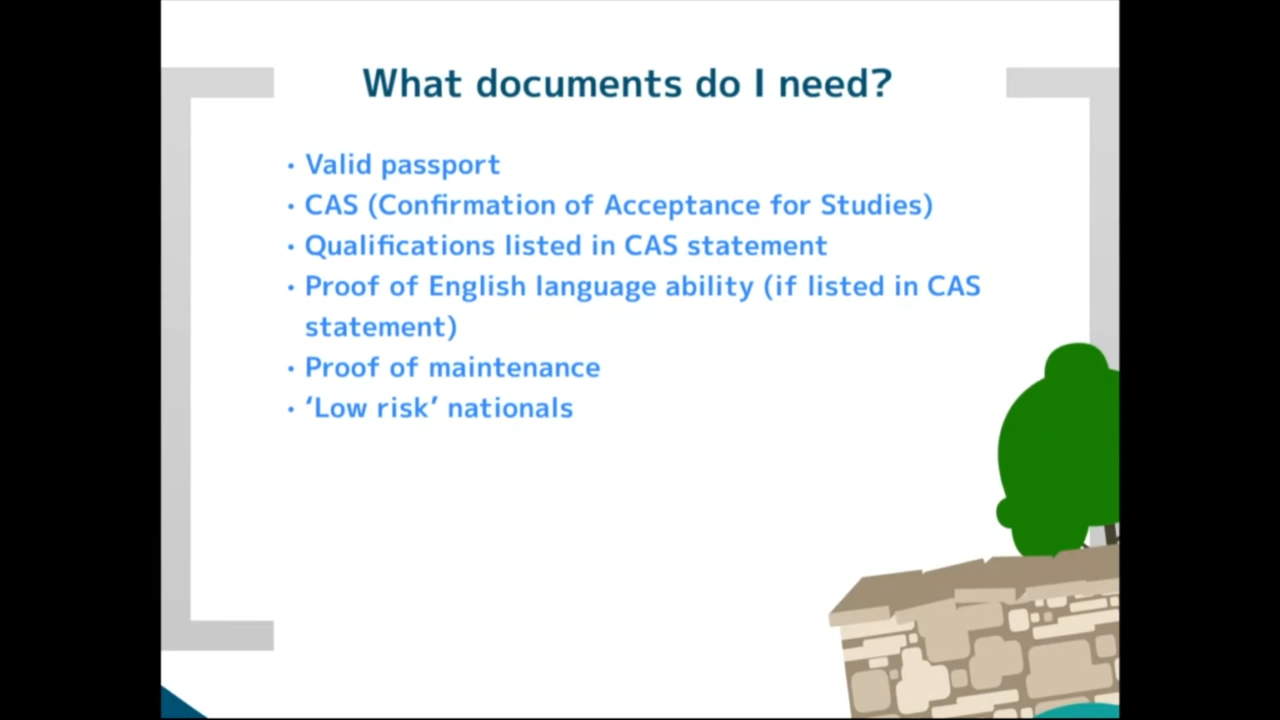 What documents do I need?
• Valid passport
• CAS (Confirmation of Acceptance for Studies)
• Qualifications listed in CAS statement
• Proof of English language ability (if listed in CAS
statement)
• Proof of maintenance
• ‘Low risk’ nationals